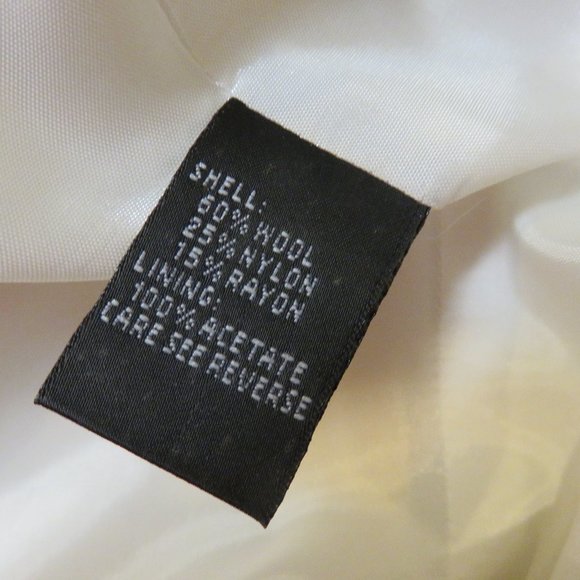 SHELL:
60% WOOL
25% NYLON
15% RAYON
LINING:
100% ACETATE
CARE SEE REVERSE